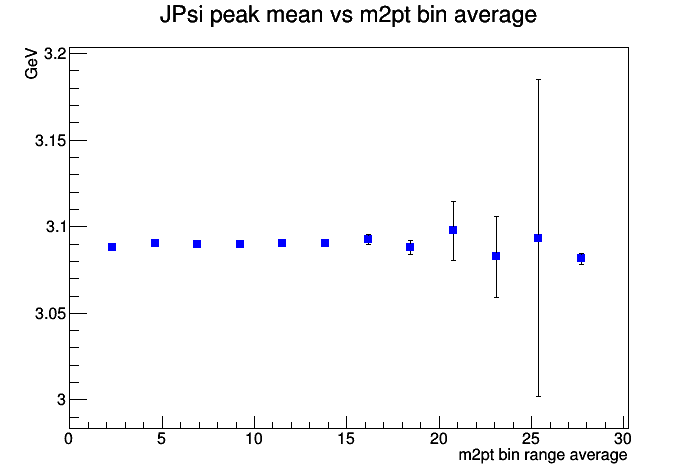 JPsi peak mean vs m2pt bin average
GeV
3.2
3.15
3.1
3.05
3
0 5 10 15 20 25 30
m2pt bin range average